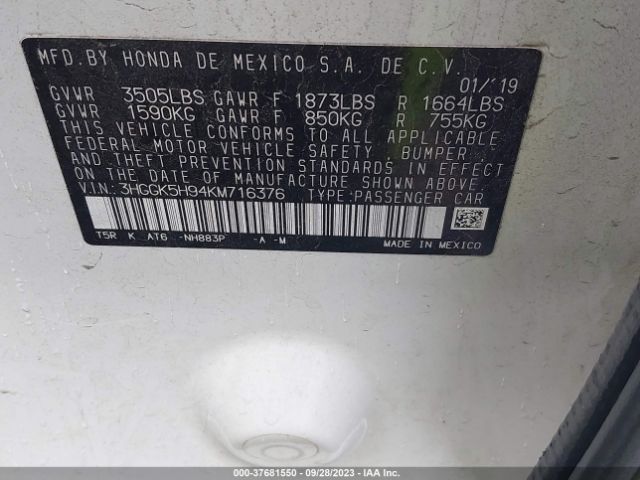 MFD. BY HONDA DE MEXICO S.A. DE C.V.
01/'19
GVWR 3505LBS GAWR F 1873LBS R 1664LBS
GVWR 1590KG GAWR F 850KG R 755KG
THIS VEHICLE CONFORMS TO ALL APPLICABLE
FEDERAL MOTOR VEHICLE SAFETY, BUMPER, AND
THEFT PREVENTION STANDARDS IN EFFECT
ON THE DATE OF MANUFACTURE SHOWN ABOVE.
V.I.N: 3HGGK5H94KM716376 TYPE:PASSENGER CAR
T5R K AT6 -NH883P -A -M MADE IN MEXICO
000-37681550 - 09/28/2023 - IAA Inc.